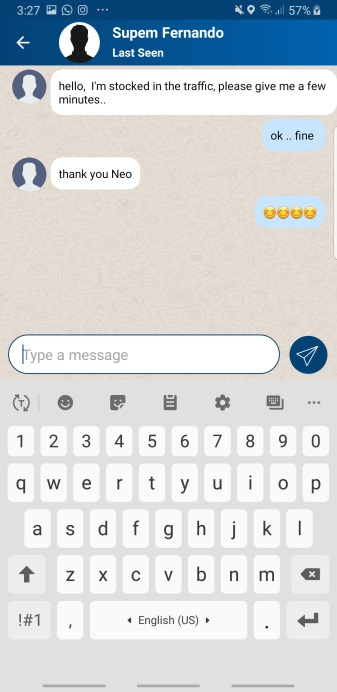 3:27 57%
Supem Fernando
Last Seen
hello,  I'm stocked in the traffic, please give me a few
minutes..
ok .. fine
thank you Neo
Type a message
1 2 3 4 5 6 7 8 9 0
q w e r t y u i o p
a s d f g h j k l
z x c v b n m
!#1 , English (US) .